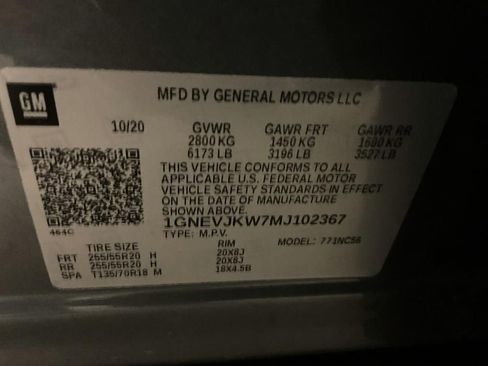 GM
MFD BY GENERAL MOTORS LLC
10/20 GVWR GAWR FRT GAWR RR
2800 KG 1450 KG 1600 KG
6173 LB 3196 LB 3527 LB
THIS VEHICLE CONFORMS TO ALL
APPLICABLE U.S. FEDERAL MOTOR
VEHICLE SAFETY STANDARDS IN EFFECT
ON THE DATE OF MANUFACTURE
SHOWN ABOVE.
464C 1GNEVJKW7MJ102367
TYPE: M.P.V. MODEL: 771NC56
TIRE SIZE RIM
FRT 255/55R20 H 20X8J
RR 255/55R20 H 20X8J
SPA T135/70R18 M 18X4.5B